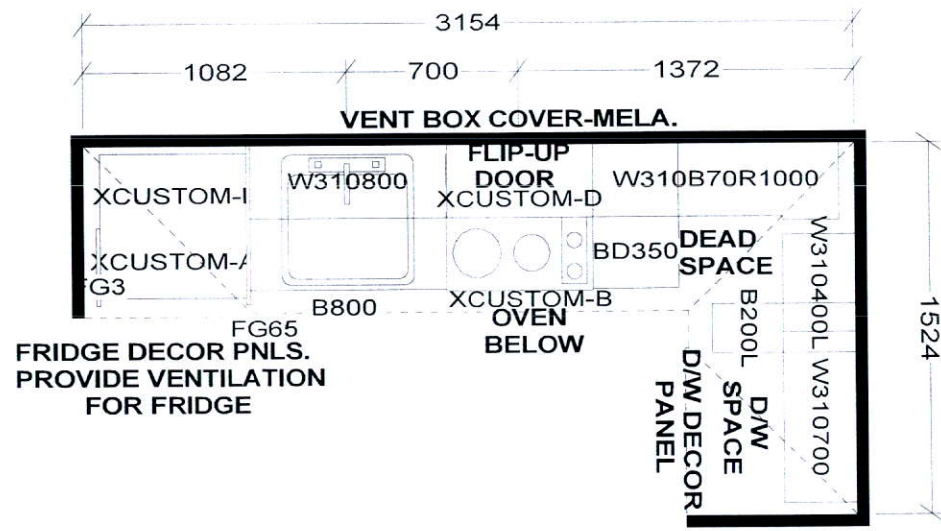 3154
1082 700 1372
VENT BOX COVER-MELA.
FLIP-UP
DOOR
W310800
W310B70R1000
XCUSTOM-I
XCUSTOM-D
XCUSTOM-A
FG3
BD350
DEAD
SPACE
B800
XCUSTOM-B
OVEN
BELOW
FG65
FRIDGE DECOR PNLS.
PROVIDE VENTILATION
FOR FRIDGE
W310400L
W310700
B200L
D/W
SPACE
D/W DECOR
PANEL
1524